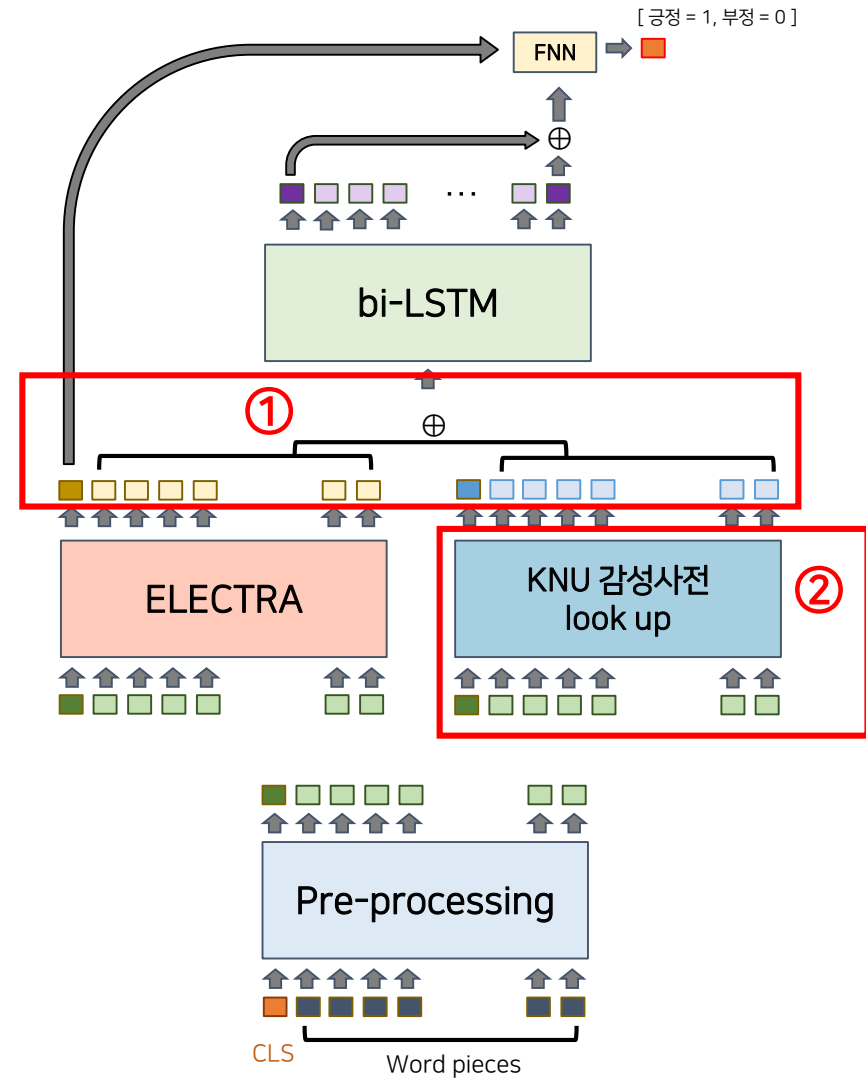 [ 긍정 = 1, 부정 = 0 ]
FNN
⊕
...
bi-LSTM
①
⊕
ELECTRA
KNU 감성사전
look up
②
Pre-processing
CLS
Word pieces